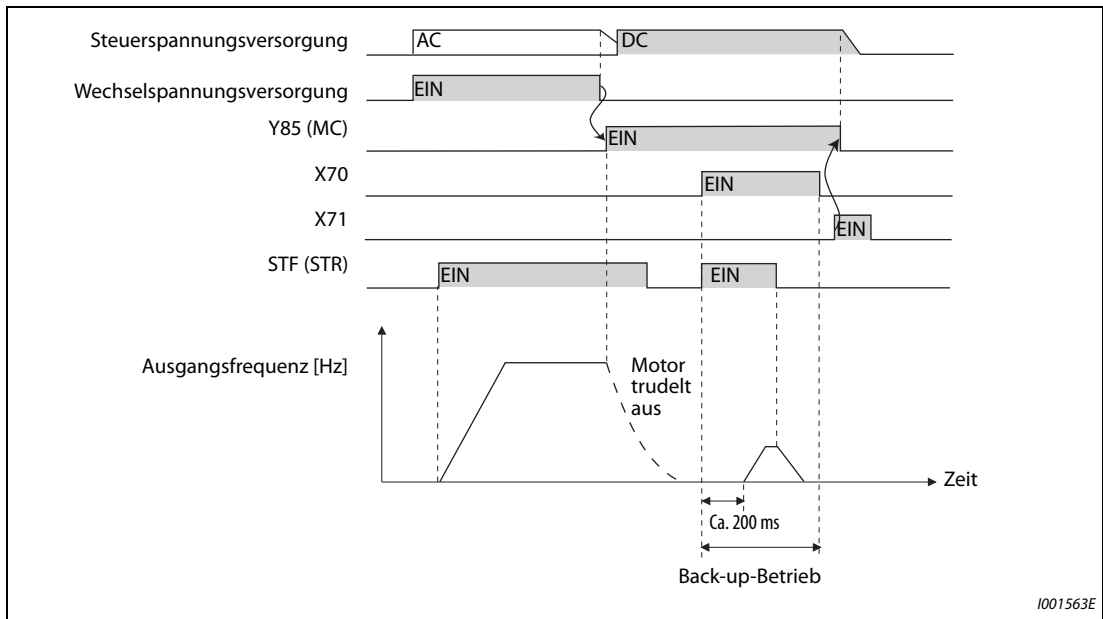 Steuerspannungsversorgung
AC
DC
Wechselspannungsversorgung
EIN
Y85 (MC)
EIN
X70
EIN
X71
EIN
STF (STR)
EIN
EIN
Ausgangsfrequenz [Hz]
Motor
trudelt
aus
Zeit
Ca. 200 ms
Back-up-Betrieb
I001563E